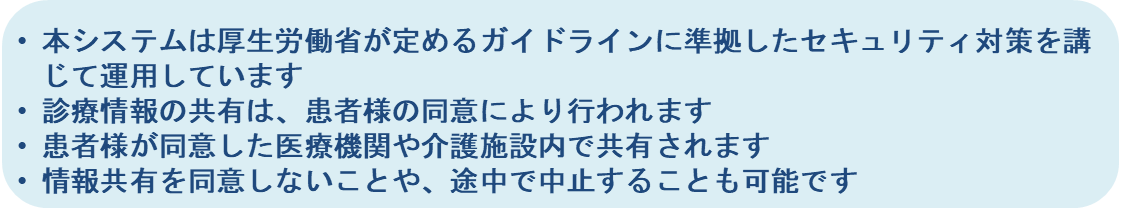 • 本システムは厚生労働省が定めるガイドラインに準拠したセキュリティ対策を講
じて運用しています
• 診療情報の共有は、患者様の同意により行われます
• 患者様が同意した医療機関や介護施設内で共有されます
• 情報共有を同意しないことや、途中で中止することも可能です